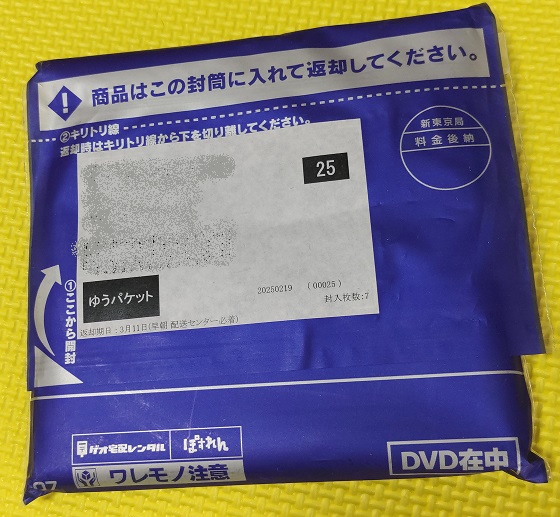 商品はこの封筒に入れて返却してください。
②キリトリ線
返却時はキリトリ線から下を切り離してください。
新東京局
料金後納
25
①ここから開封
ゆうパケット
20250219 (00025)
封入枚数:7
返却期日:3月11日(早朝 配送センター必着)
ゲオ宅配レンタル
ぽすれん
ワレモノ注意
DVD在中